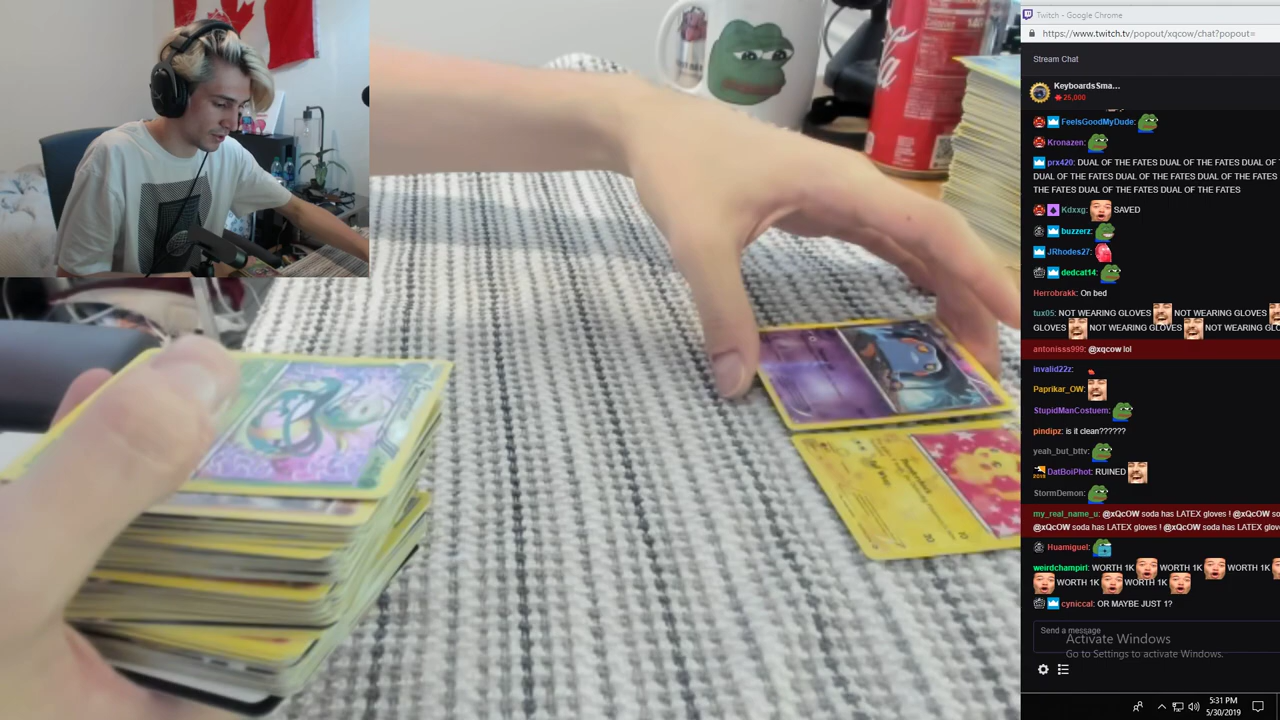 Twitch - Google Chrome
https://www.twitch.tv/popout/xqcow/chat?popout=
Stream Chat
KeyboardsSma...
26,000
FeelsGoodMyDude:
Kronazen:
prx420: DUAL OF THE FATES DUAL OF THE FATES DUAL OF
DUAL OF THE FATES DUAL OF THE FATES DUAL OF THE FATES
THE FATES DUAL OF THE FATES DUAL OF THE FATES
Kdxxg: SAVED
buzzerz:
JRhodes27:
dedcat14:
Herrobrakk: On bed
tux05: NOT WEARING GLOVES NOT WEARING GLOVES
GLOVES NOT WEARING GLOVES NOT WEARING GLOVES
antonisss999: @xqcow lol
invalid22z:
Paprikar_OW:
StupidManCostuem:
pindipz: is it clean??????
yeah_but_bttv:
DatBoiPhot: RUINED
StormDemon:
my_real_name_u: @xQcOW soda has LATEX gloves ! @xQcOW so
@xQcOW soda has LATEX gloves ! @xQcOW soda has LATEX glove
Huamiguel:
weirdchampirl: WORTH 1K WORTH 1K WORTH 1K
WORTH 1K WORTH 1K
cyniccal: OR MAYBE JUST 1?
Send a message
Activate Windows
Go to Settings to activate Windows.
5:31 PM
5/30/2019